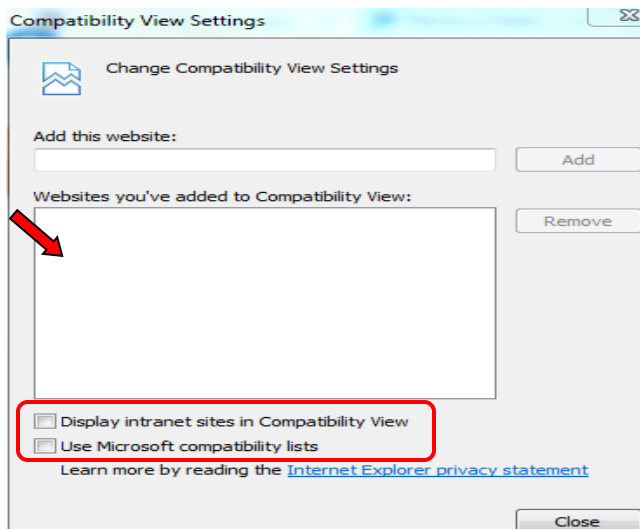 Compatibility View Settings
Change Compatibility View Settings
Add this website:
Add
Websites you've added to Compatibility View:
Remove
Display intranet sites in Compatibility View
Use Microsoft compatibility lists
Learn more by reading the Internet Explorer privacy statement
Close